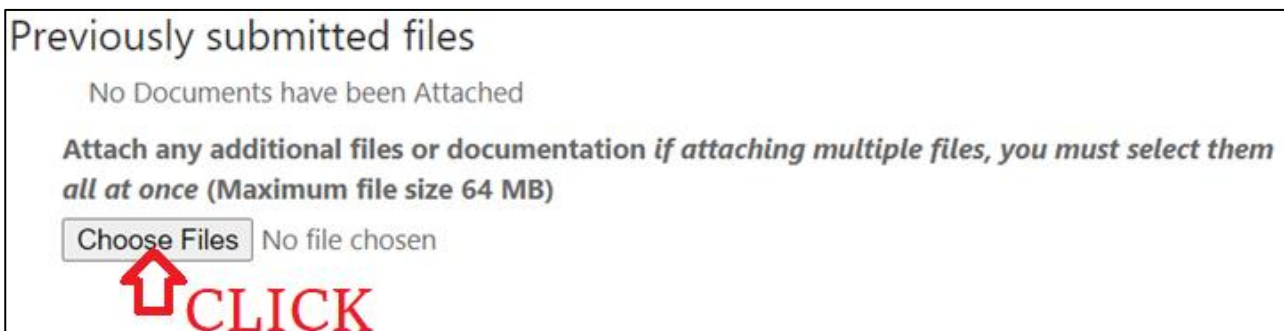 Previously submitted files
No Documents have been Attached
Attach any additional files or documentation if attaching multiple files, you must select them
all at once (Maximum file size 64 MB)
Choose Files No file chosen
CLICK